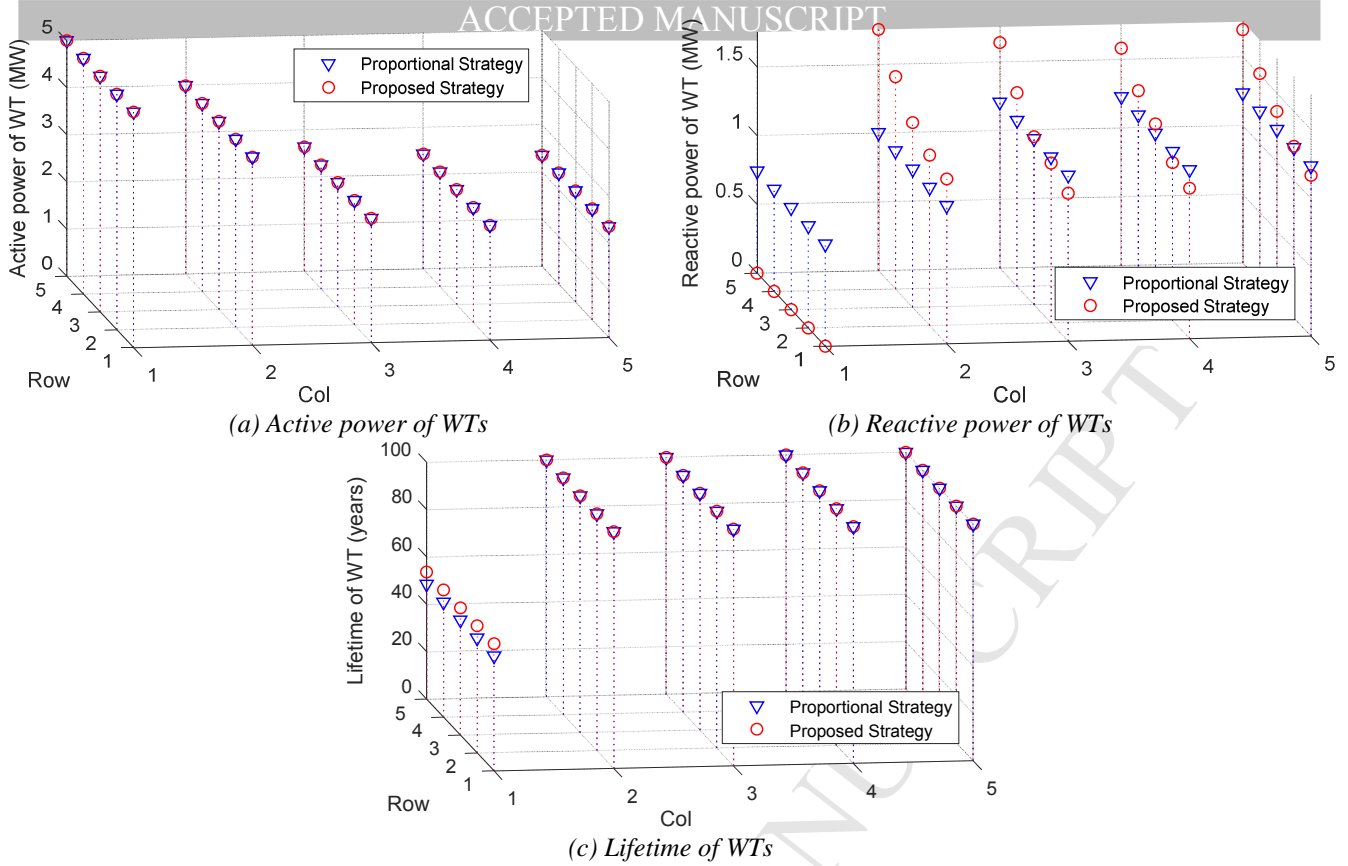 ACCEPTED MANUSCRIPT
Active power of WT (MW)
5
4
3
2
1
0
Proportional Strategy
Proposed Strategy
5
4
3
2
1
Row
1
2
3
4
5
Col
(a) Active power of WTs
Reactive power of WT (MW)
1.5
1
0.5
0
Proportional Strategy
Proposed Strategy
5
4
3
2
1
Row
1
2
3
4
5
Col
(b) Reactive power of WTs
Lifetime of WT (years)
100
80
60
40
20
0
Proportional Strategy
Proposed Strategy
5
4
3
2
1
Row
1
2
3
4
5
Col
(c) Lifetime of WTs
NUSCRIPT